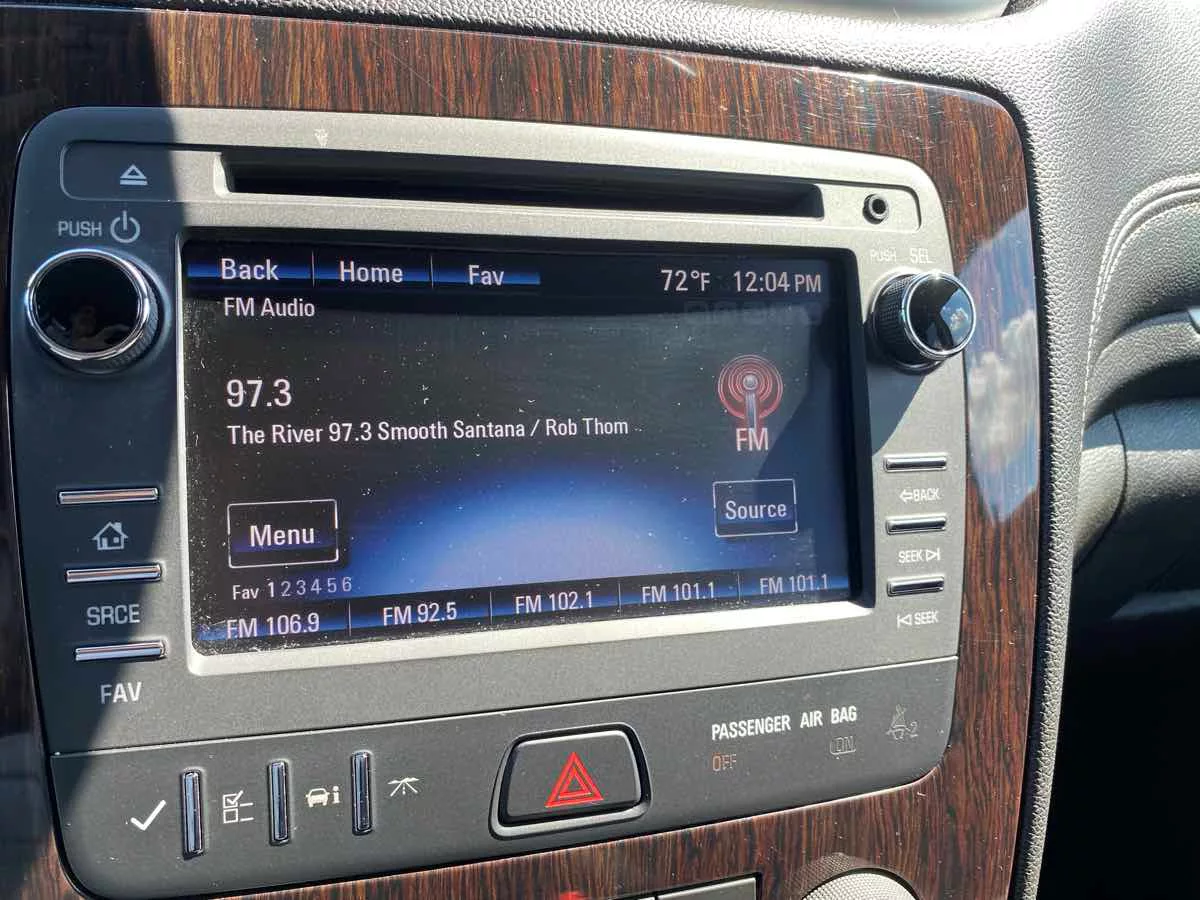 PUSH
PUSH SEL
Back Home Fav 72°F 12:04 PM
FM Audio
97.3
The River 97.3 Smooth Santana / Rob Thom
FM
Menu
Source
Fav 1 2 3 4 5 6
FM 106.9 FM 92.5 FM 102.1 FM 101.1 FM 101.1
SRCE
FAV
BACK
SEEK
SEEK
PASSENGER AIR BAG
OFF ON
2